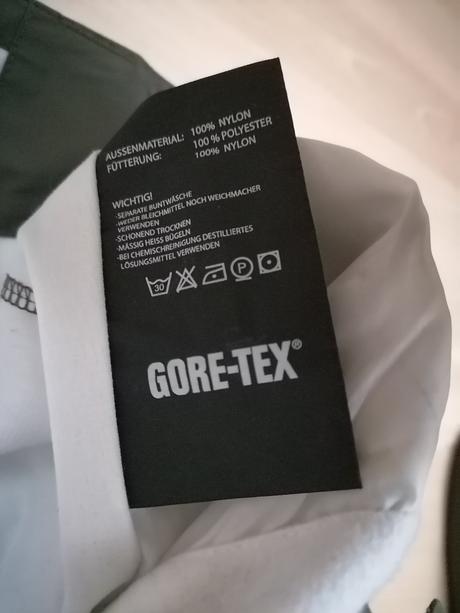 AUSSENMATERIAL: 100% NYLON
FÜTTERUNG: 100% POLYESTER
100% NYLON
WICHTIG!
-SEPARATE BUNTWÄSCHE
-WEDER BLEICHMITTEL NOCH WEICHMACHER
VERWENDEN
-SCHONEND TROCKNEN
-MÄSSIG HEISS BÜGELN
-BEI CHEMISCHREINIGUNG DESTILLIERTES
LÖSUNGSMITTEL VERWENDEN
30 P
GORE-TEX®